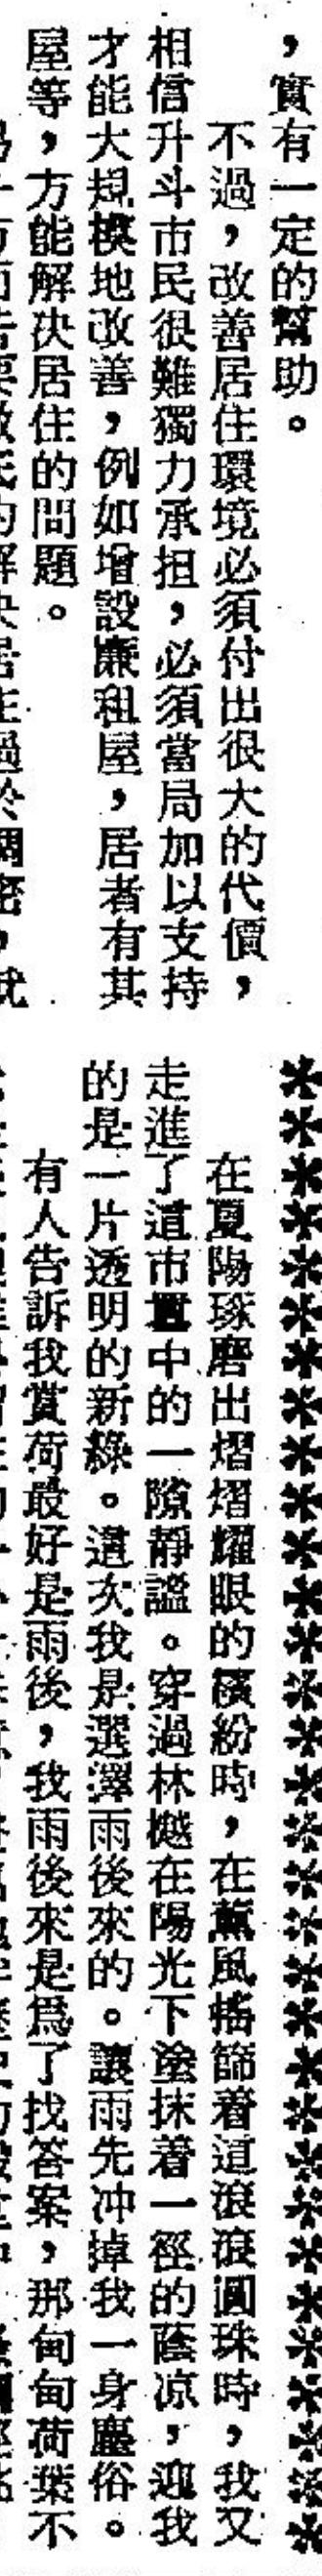 ，實有一定的幫助。
不過，改善居住環境必須付出很大的代價，
相信升斗市民很難獨力承担，必須當局加以支持
才能大規模地改善，例如增設廉租屋，居者有其
屋等，方能解决居住的問題。
在夏陽琢磨出熠熠耀眼的繽紛時，在薰風搖篩着這浪浪圓珠時，我又
走進了這市置中的一隙靜謐。穿過林樾在陽光下塗抹着一徑的蔭凉，迎我
的是一片透明的新綠。這次我是選擇雨後來的。讓雨先冲掉我一身塵俗。
有人告訴我賞荷最好是雨後，我雨後來是爲了找答案，那甸甸荷葉不